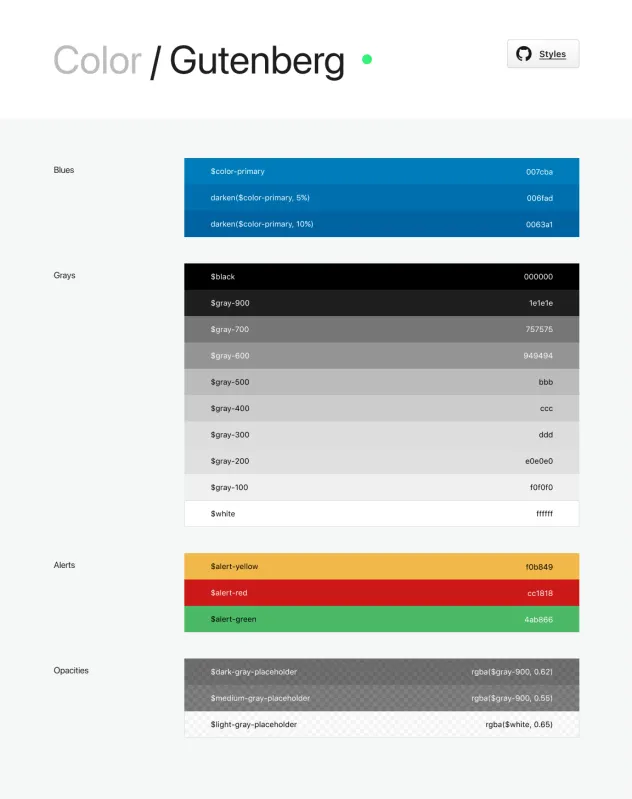 Color / Gutenberg
Styles
Blues
$color-primary 007cba
darken($color-primary, 5%) 006fad
darken($color-primary, 10%) 0063a1
Grays
$black 000000
$gray-900 1e1e1e
$gray-700 757575
$gray-600 949494
$gray-500 bbb
$gray-400 ccc
$gray-300 ddd
$gray-200 e0e0e0
$gray-100 f0f0f0
$white ffffff
Alerts
$alert-yellow f0b849
$alert-red cc1818
$alert-green 4ab866
Opacities
$dark-gray-placeholder rgba($gray-900, 0.62)
$medium-gray-placeholder rgba($gray-900, 0.55)
$light-gray-placeholder rgba($white, 0.65)